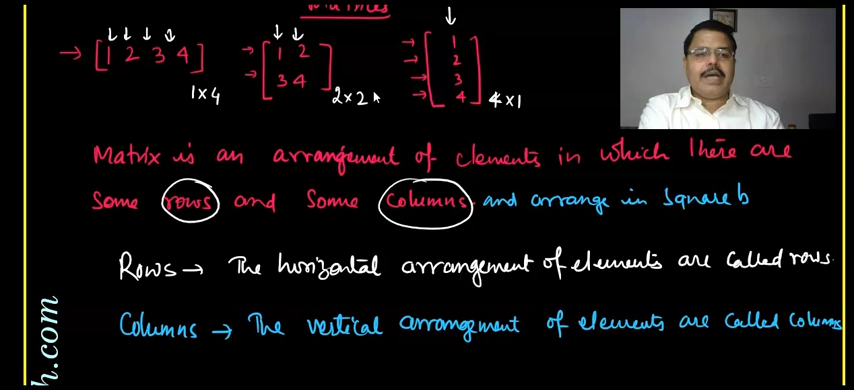 → [1 2 3 4] 1×4
→ [1 2
→ 3 4] 2×2
→ [1
→ 2
→ 3
→ 4] 4×1
Matrix is an arrangement of elements in which There are
Some rows and Some Columns and arrange in Square b
Rows → The horizontal arrangement of elements are called rows.
Columns → The vertical arrangement of elements are called Columns
h.com